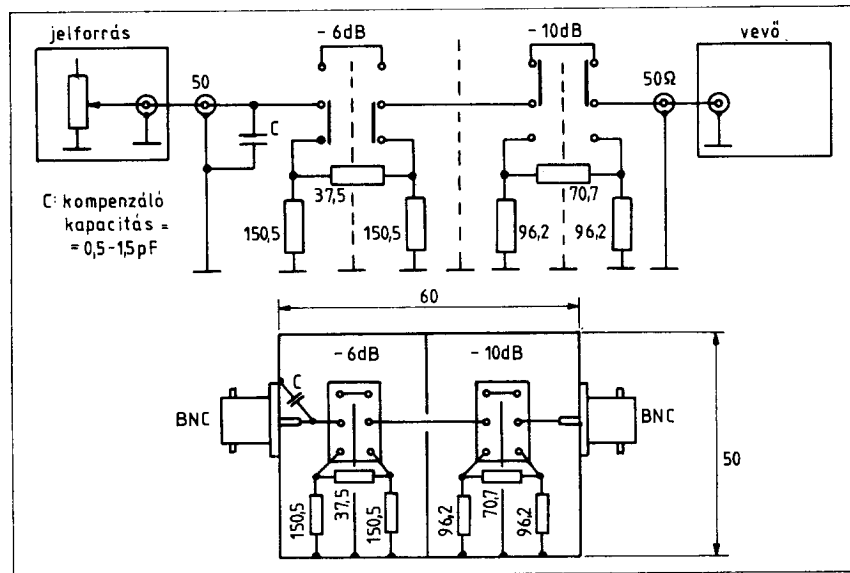 jelforrás
- 6dB
- 10dB
vevő
50
50Ω
C
C: kompenzáló
kapacitás =
= 0,5-1,5pF
37,5
150,5
150,5
70,7
96,2
96,2
60
- 6dB
- 10dB
C
BNC
BNC
50
150,5
37,5
150,5
96,2
70,7
96,2